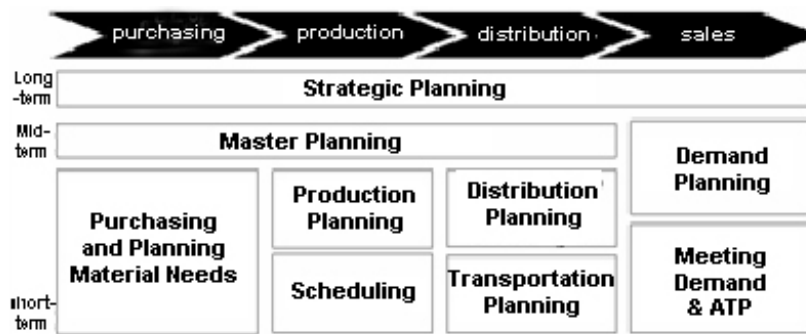 purchasing production distribution sales
Long
-term
Strategic Planning
Mid-
term
Master Planning
Demand
Planning
Purchasing
and Planning
Material Needs
Production
Planning
Distribution
Planning
Scheduling
Transportation
Planning
Meeting
Demand
& ATP
short-
term